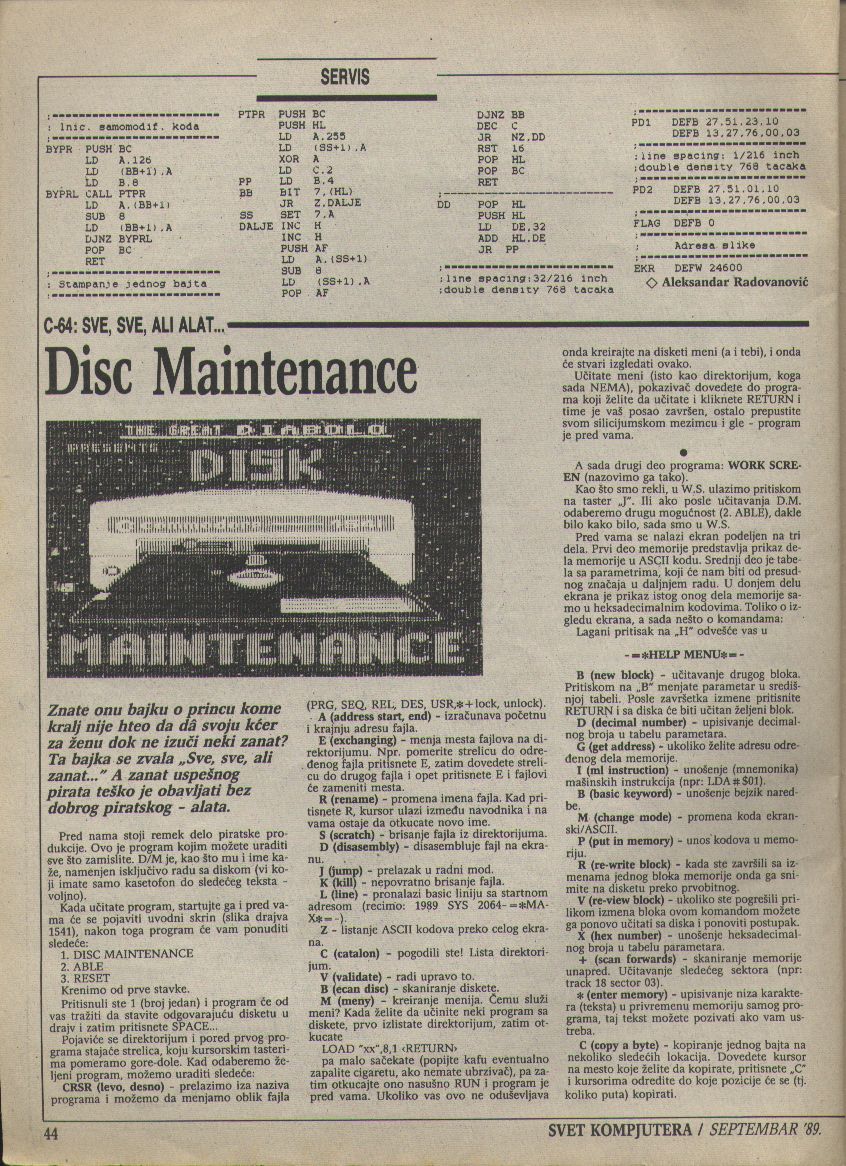 SERVIS
;--------------------------
: Inic. samomodif. koda
;--------------------------
BYPR PUSH BC
LD A,126
LD (BB+1),A
LD B,8
BYPRL CALL PTPR
LD A,(BB+1)
SUB 8
LD (BB+1),A
DJNZ BYPRL
POP BC
RET
;--------------------------
: Stampanje jednog bajta
;--------------------------
PTPR PUSH BC
PUSH HL
LD A,255
LD (SS+1),A
XOR A
LD C,2
PP LD B,4
BB BIT 7,(HL)
JR Z,DALJE
SS SET 7,A
DALJE INC H
INC H
PUSH AF
LD A,(SS+1)
SUB 8
LD (SS+1),A
POP AF
DJNZ BB
DEC C
JR NZ,DD
RST 16
POP HL
POP BC
RET
;--------------------------
DD POP HL
PUSH HL
LD DE,32
ADD HL,DE
JR PP
;--------------------------
;line spacing:32/216 inch
;double density 768 tacaka
;--------------------------
PD1 DEFB 27,51,23,10
DEFB 13,27,76,00,03
;--------------------------
;line spacing: 1/216 inch
;double density 768 tacaka
;--------------------------
PD2 DEFB 27,51,01,10
DEFB 13,27,76,00,03
;--------------------------
FLAG DEFB 0
;--------------------------
; Adresa slike
;--------------------------
EKR DEFW 24600
◇ Aleksandar Radovanović
C-64: SVE, SVE, ALI ALAT...
Disc Maintenance
THE GREAT DIABOLO
PRESENTS
DISK
MAINTENANCE
Znate onu bajku o princu kome
kralj nije hteo da dâ svoju kćer
za ženu dok ne izuči neki zanat?
Ta bajka se zvala „Sve, sve, ali
zanat...” A zanat uspešnog
pirata teško je obavljati bez
dobrog piratskog – alata.
Pred nama stoji remek delo piratske pro-
dukcije. Ovo je program kojim možete uraditi
sve što zamislite. D/M je, kao što mu i ime ka-
že, namenjen isključivo radu sa diskom (vi ko-
ji imate samo kasetofon do sledećeg teksta –
voljno).
Kada učitate program, startujte ga i pred va-
ma će se pojaviti uvodni skrin (slika drajva
1541), nakon toga program će vam ponuditi
sledeće:
1. DISC MAINTENANCE
2. ABLE
3. RESET
Krenimo od prve stavke.
Pritisnuli ste 1 (broj jedan) i program će od
vas tražiti da stavite odgovarajuću disketu u
drajv i zatim pritisnete SPACE...
Pojaviće se direktorijum i pored prvog pro-
grama stajaće strelica, koju kursorskim tasteri-
ma pomeramo gore-dole. Kad odaberemo že-
ljeni program, možemo uraditi sledeće:
CRSR (levo, desno) – prelazimo iza naziva
programa i možemo da menjamo oblik fajla
(PRG, SEQ, REL, DES, USR,*+lock, unlock).
A (address start, end) – izračunava početnu
i krajnju adresu fajla.
E (exchanging) – menja mesta fajlova na di-
rektorijumu. Npr. pomerite strelicu do odre-
đenog fajla pritisnete E, zatim dovedete streli-
cu do drugog fajla i opet pritisnete E i fajlovi
će zameniti mesta.
R (rename) – promena imena fajla. Kad pri-
tisnete R, kursor ulazi između navodnika i na
vama ostaje da otkucate novo ime.
S (scratch) – brisanje fajla iz direktorijuma.
D (disasembly) – disasembluje fajl na ekra-
nu.
J (jump) – prelazak u radni mod.
K (kill) – nepovratno brisanje fajla.
L (line) – pronalazi basic liniju sa startnom
adresom (recimo: 1989 SYS 2064-=*MA-
X*=-).
Z – listanje ASCII kodova preko celog ekra-
na.
C (catalon) – pogodili ste! Lista direktori-
jum.
V (validate) – radi upravo to.
B (ecan disc) – skaniranje diskete.
M (meny) – kreiranje menija. Čemu služi
meni? Kada želite da učinite neki program sa
diskete, prvo izlistate direktorijum, zatim ot-
kucate
LOAD "xx",8,1 ‹RETURN›
pa malo sačekate (popijte kafu eventualno
zapalite cigaretu, ako nemate ubrzivač), pa za-
tim otkucajte ono nasušno RUN i program je
pred vama. Ukoliko vas ovo ne oduševljava
onda kreirajte na disketi meni (a i tebi), i onda
će stvari izgledati ovako.
Učitate meni (isto kao direktorijum, koga
sada NEMA), pokazivač dovedete do progra-
ma koji želite da učitate i kliknete RETURN i
time je vaš posao završen, ostalo prepustite
svom silicijumskom mezimcu i gle – program
je pred vama.
●
A sada drugi deo programa: WORK SCRE-
EN (nazovimo ga tako).
Kao što smo rekli, u W.S. ulazimo pritiskom
na taster „J”. Ili ako posle učitavanja D.M.
odaberemo drugu mogućnost (2. ABLE), dakle
bilo kako bilo, sada smo u W.S.
Pred vama se nalazi ekran podeljen na tri
dela. Prvi deo memorije predstavlja prikaz de-
la memorije u ASCII kodu. Srednji deo je tabe-
la sa parametrima, koji će nam biti od presud-
nog značaja u daljnjem radu. U donjem delu
ekrana je prikaz istog onog dela memorije sa-
mo u heksadecimalnim kodovima. Toliko o iz-
gledu ekrana, a sada nešto o komandama:
Lagani pritisak na „H” odvešće vas u
-=*HELP MENU*=-
B (new block) – učitavanje drugog bloka.
Pritiskom na „B” menjate parametar u središ-
njoj tabeli. Posle završetka izmene pritisnite
RETURN i sa diska će biti učitan željeni blok.
D (decimal number) – upisivanje decimal-
nog broja u tabelu parametara.
G (get address) – ukoliko želite adresu odre-
đenog dela memorije.
I (ml instruction) – unošenje (mnemonika)
mašinskih instrukcija (npr: LDA#$01).
B (basic keyword) – unošenje bejzik nared-
be.
M (change mode) – promena koda ekran-
ski/ASCII.
P (put in memory) – unos kodova u memo-
riju.
R (re-write block) – kada ste završili sa iz-
menama jednog bloka memorije onda ga sni-
mite na disketu preko prvobitnog.
V (re-view block) – ukoliko ste pogrešili pri-
likom izmena bloka ovom komandom možete
ga ponovo učitati sa diska i ponoviti postupak.
X (hex number) – unošenje heksadecimal-
nog broja u tabelu parametara.
+ (scan forwards) – skaniranje memorije
unapred. Učitavanje sledećeg sektora (npr:
track 18 sector 03).
* (enter memory) – upisivanje niza karakte-
ra (teksta) u privremenu memoriju samog pro-
grama, taj tekst možete pozivati ako vam us-
treba.
C (copy a byte) – kopiranje jednog bajta na
nekoliko sledećih lokacija. Dovedete kursor
na mesto koje želite da kopirate, pritisnete „C”
i kursorima odredite do koje pozicije će se (tj.
koliko puta) kopirati.
44
SVET KOMPJUTERA / SEPTEMBAR '89.